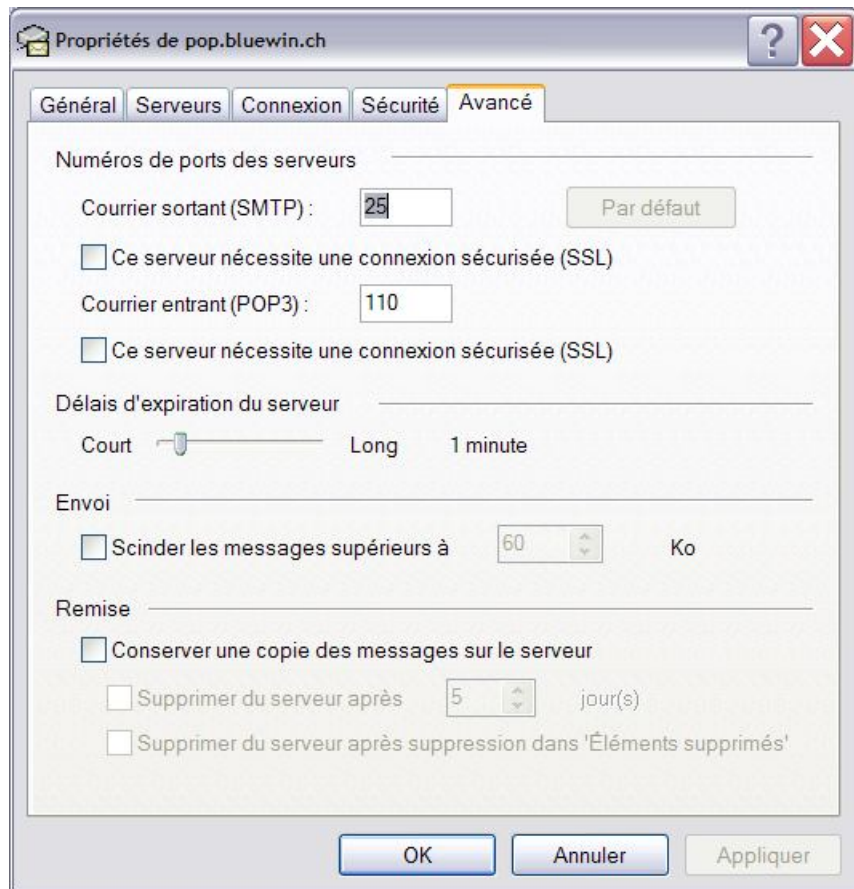 Propriétés de pop.bluewin.ch ?
Général Serveurs Connexion Sécurité Avancé
Numéros de ports des serveurs
Courrier sortant (SMTP) : 25 Par défaut
Ce serveur nécessite une connexion sécurisée (SSL)
Courrier entrant (POP3) : 110
Ce serveur nécessite une connexion sécurisée (SSL)
Délais d'expiration du serveur
Court Long 1 minute
Envoi
Scinder les messages supérieurs à 60 Ko
Remise
Conserver une copie des messages sur le serveur
Supprimer du serveur après 5 jour(s)
Supprimer du serveur après suppression dans 'Éléments supprimés'
OK Annuler Appliquer